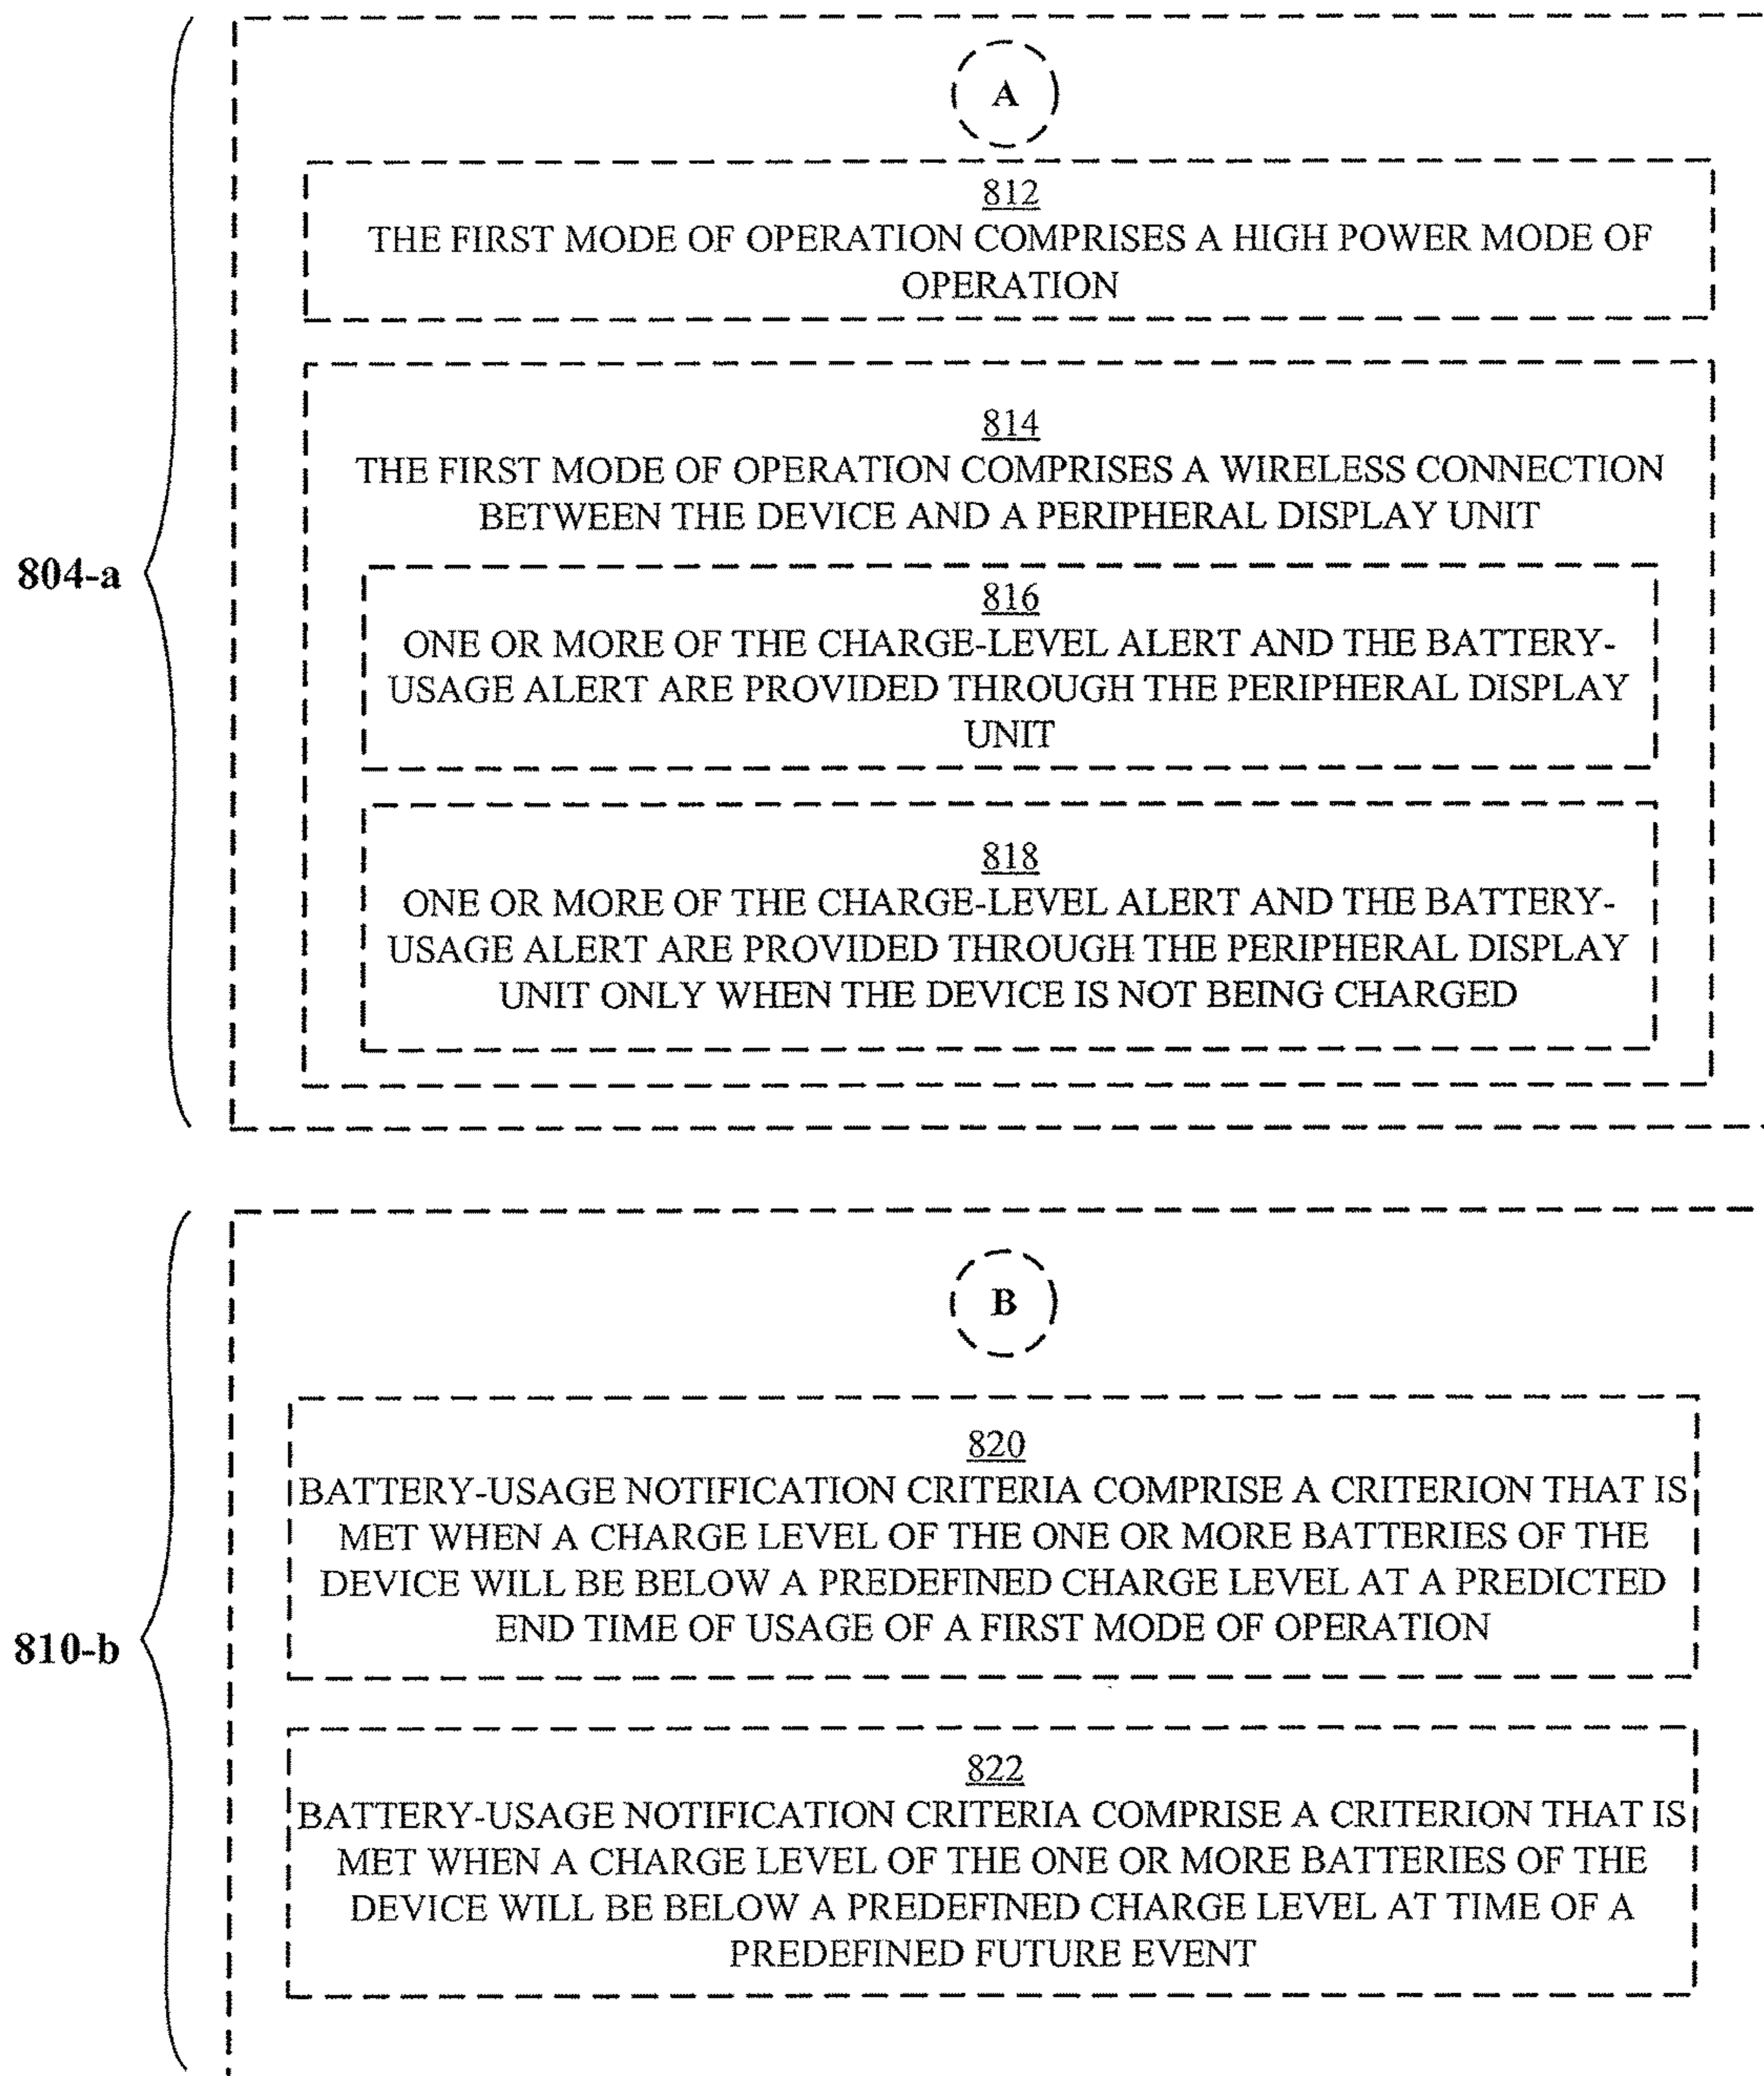 A
812
THE FIRST MODE OF OPERATION COMPRISES A HIGH POWER MODE OF
OPERATION
814
THE FIRST MODE OF OPERATION COMPRISES A WIRELESS CONNECTION
BETWEEN THE DEVICE AND A PERIPHERAL DISPLAY UNIT
804-a
816
ONE OR MORE OF THE CHARGE-LEVEL ALERT AND THE BATTERY-
USAGE ALERT ARE PROVIDED THROUGH THE PERIPHERAL DISPLAY
UNIT
818
ONE OR MORE OF THE CHARGE-LEVEL ALERT AND THE BATTERY-
USAGE ALERT ARE PROVIDED THROUGH THE PERIPHERAL DISPLAY
UNIT ONLY WHEN THE DEVICE IS NOT BEING CHARGED
B
820
BATTERY-USAGE NOTIFICATION CRITERIA COMPRISE A CRITERION THAT IS
MET WHEN A CHARGE LEVEL OF THE ONE OR MORE BATTERIES OF THE
DEVICE WILL BE BELOW A PREDEFINED CHARGE LEVEL AT A PREDICTED
END TIME OF USAGE OF A FIRST MODE OF OPERATION
810-b
822
BATTERY-USAGE NOTIFICATION CRITERIA COMPRISE A CRITERION THAT IS
MET WHEN A CHARGE LEVEL OF THE ONE OR MORE BATTERIES OF THE
DEVICE WILL BE BELOW A PREDEFINED CHARGE LEVEL AT TIME OF A
PREDEFINED FUTURE EVENT